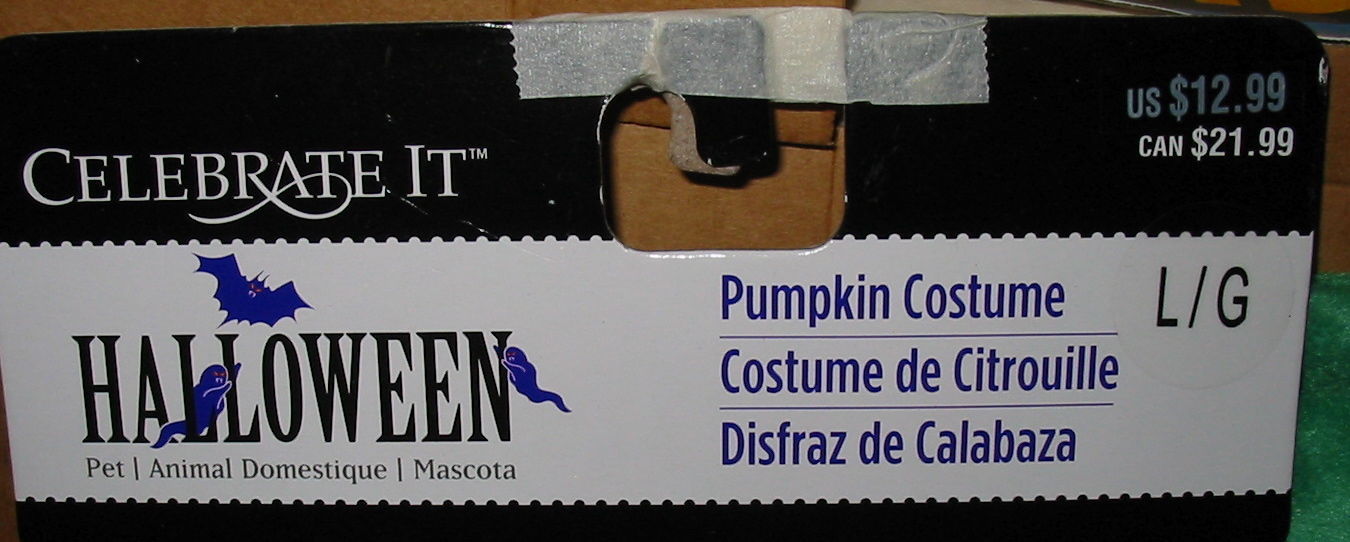 CELEBRATE IT™
US $12.99
CAN $21.99
HALLOWEEN
Pet | Animal Domestique | Mascota
Pumpkin Costume
Costume de Citrouille
Disfraz de Calabaza
L/G